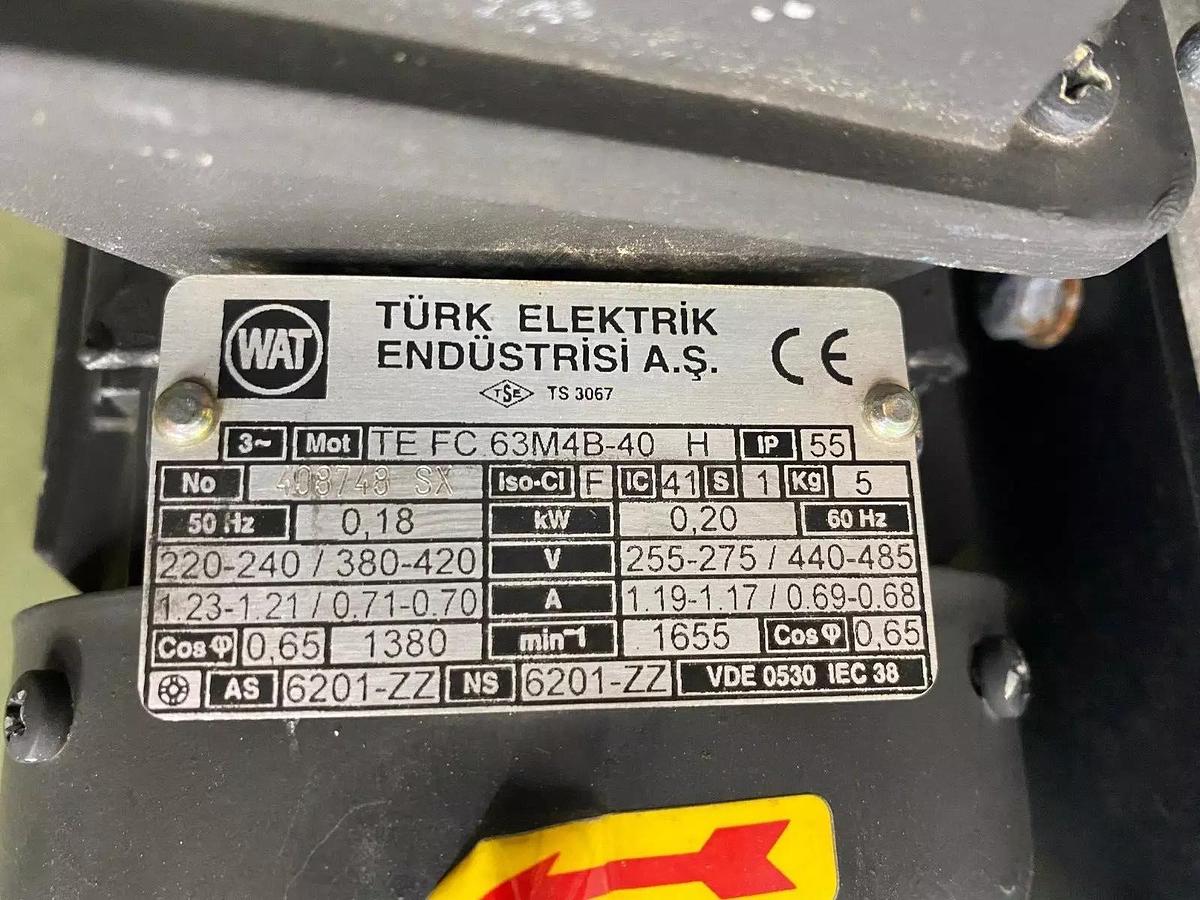 WAT
TÜRK ELEKTRİK
ENDÜSTRİSİ A.Ş.
CE
TSE TS 3067
3~ Mot TE FC 63M4B-40 H IP 55
No 408748 SX Iso-Cl F IC 41 S 1 Kg 5
50 Hz 0,18 kW 0,20 60 Hz
220-240 / 380-420 V 255-275 / 440-485
1.23-1.21 / 0.71-0.70 A 1.19-1.17 / 0.69-0.68
Cos φ 0,65 1380 min⁻¹ 1655 Cos φ 0,65
AS 6201-ZZ NS 6201-ZZ VDE 0530 IEC 38